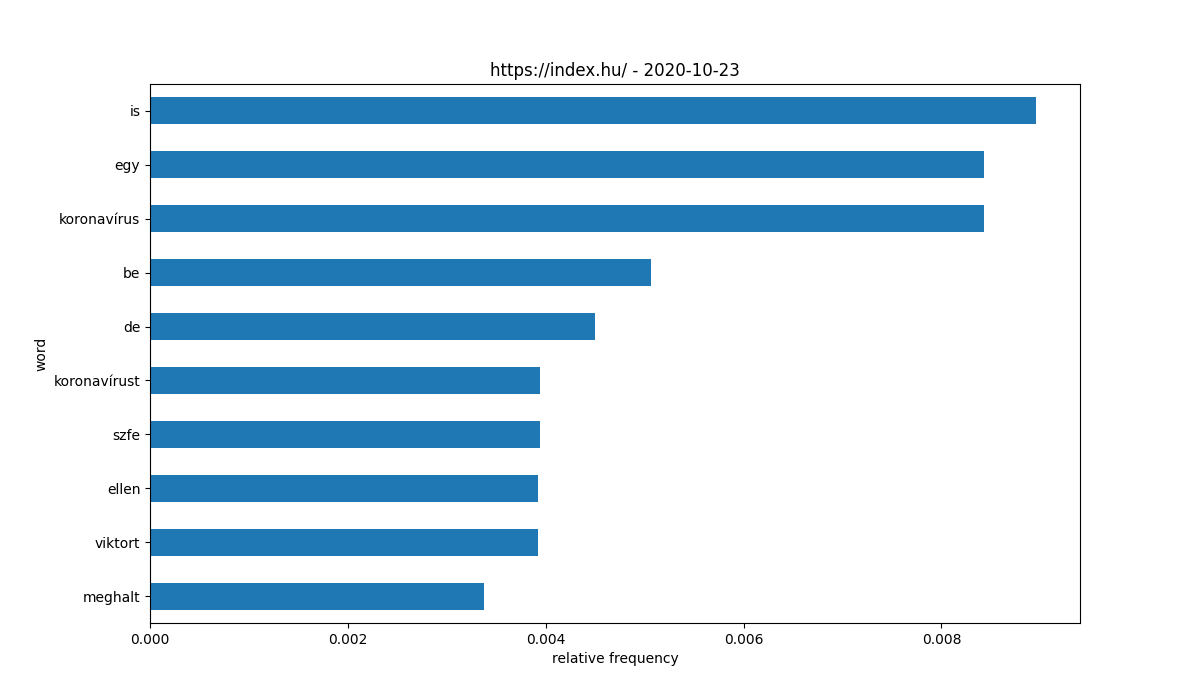 https://index.hu/ - 2020-10-23
is
egy
koronavírus
be
de
koronavírust
szfe
ellen
viktort
meghalt
word
0.000 0.002 0.004 0.006 0.008
relative frequency